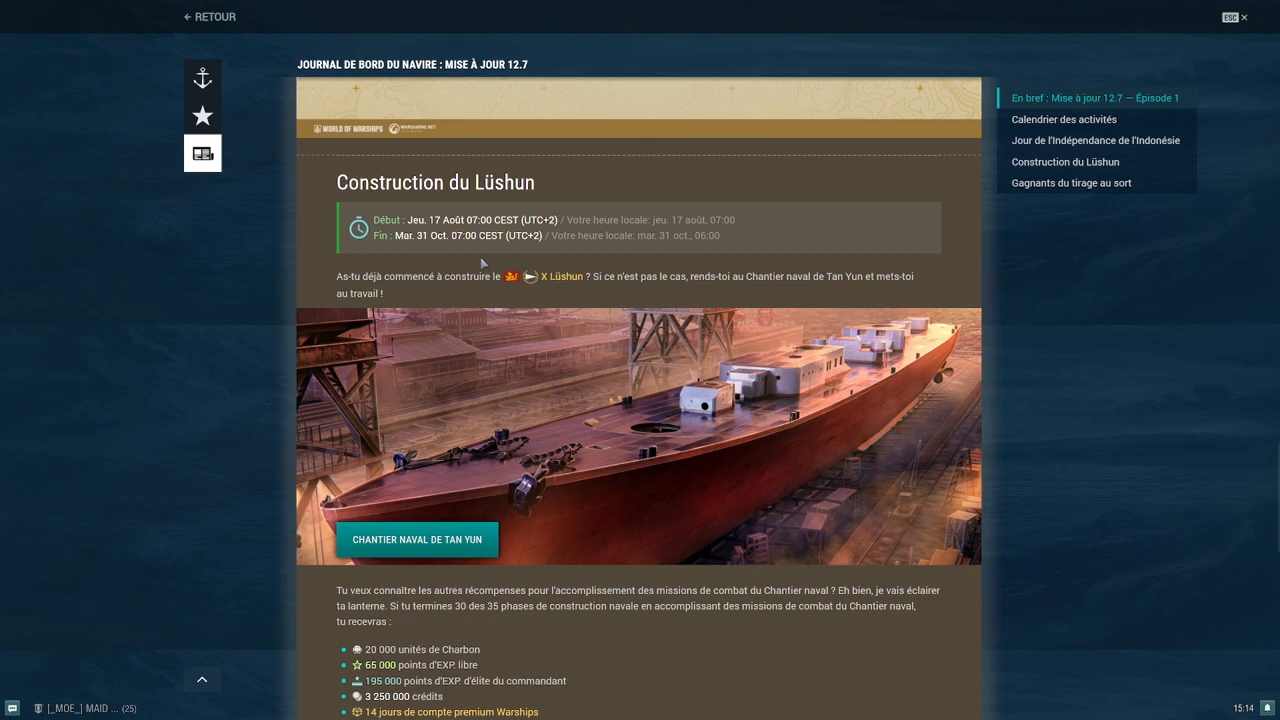 RETOUR
ESC
JOURNAL DE BORD DU NAVIRE : MISE À JOUR 12.7
WORLD OF WARSHIPS WARGAMING.NET
En bref : Mise à jour 12.7 — Épisode 1
Calendrier des activités
Jour de l'Indépendance de l'Indonésie
Construction du Lüshun
Gagnants du tirage au sort
Construction du Lüshun
Début : Jeu. 17 Août 07:00 CEST (UTC+2) / Votre heure locale: jeu. 17 août, 07:00
Fin : Mar. 31 Oct. 07:00 CEST (UTC+2) / Votre heure locale: mar. 31 oct., 06:00
As-tu déjà commencé à construire le X Lüshun ? Si ce n'est pas le cas, rends-toi au Chantier naval de Tan Yun et mets-toi
au travail !
CHANTIER NAVAL DE TAN YUN
Tu veux connaître les autres récompenses pour l'accomplissement des missions de combat du Chantier naval ? Eh bien, je vais éclairer
ta lanterne. Si tu termines 30 des 35 phases de construction navale en accomplissant des missions de combat du Chantier naval,
tu recevras :
20 000 unités de Charbon
65 000 points d'EXP. libre
195 000 points d'EXP. d'élite du commandant
3 250 000 crédits
14 jours de compte premium Warships
[_MOE_] MAID ... (25)
15:14